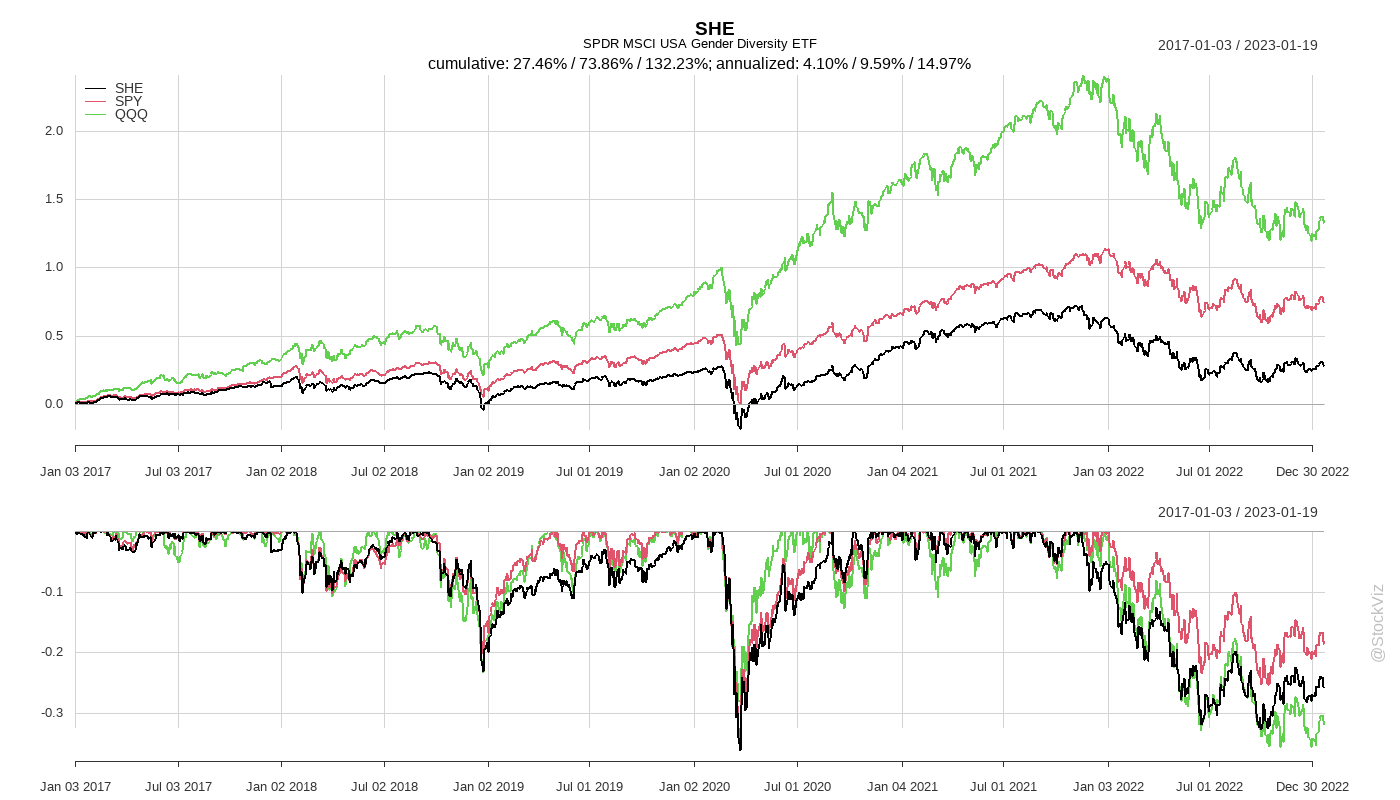 SHE
SPDR MSCI USA Gender Diversity ETF
2017-01-03 / 2023-01-19
cumulative: 27.46% / 73.86% / 132.23%; annualized: 4.10% / 9.59% / 14.97%
SHE
SPY
QQQ
2.0
1.5
1.0
0.5
0.0
Jan 03 2017 Jul 03 2017 Jan 02 2018 Jul 02 2018 Jan 02 2019 Jul 01 2019 Jan 02 2020 Jul 01 2020 Jan 04 2021 Jul 01 2021 Jan 03 2022 Jul 01 2022 Dec 30 2022
2017-01-03 / 2023-01-19
-0.1
-0.2
-0.3
Jan 03 2017 Jul 03 2017 Jan 02 2018 Jul 02 2018 Jan 02 2019 Jul 01 2019 Jan 02 2020 Jul 01 2020 Jan 04 2021 Jul 01 2021 Jan 03 2022 Jul 01 2022 Dec 30 2022
@StockViz